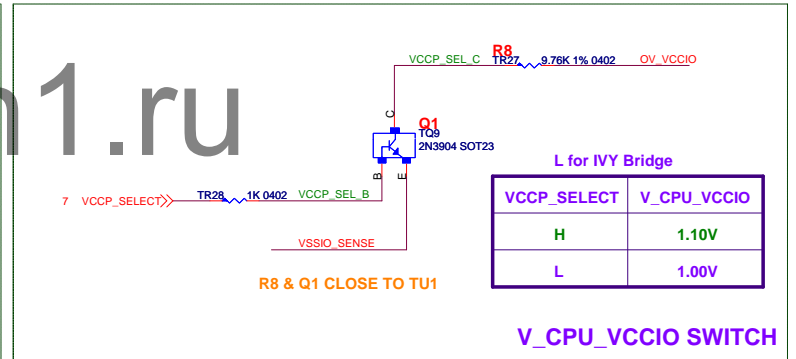 R8
VCCP_SEL_C TR27 9.76K 1% 0402 OV_VCCIO
n1.ru
C
Q1
TQ9
2N3904 SOT23
B E
7 VCCP_SELECT TR28 1K 0402 VCCP_SEL_B
VSSIO_SENSE
R8 & Q1 CLOSE TO TU1
L for IVY Bridge
VCCP_SELECT V_CPU_VCCIO
H 1.10V
L 1.00V
V_CPU_VCCIO SWITCH